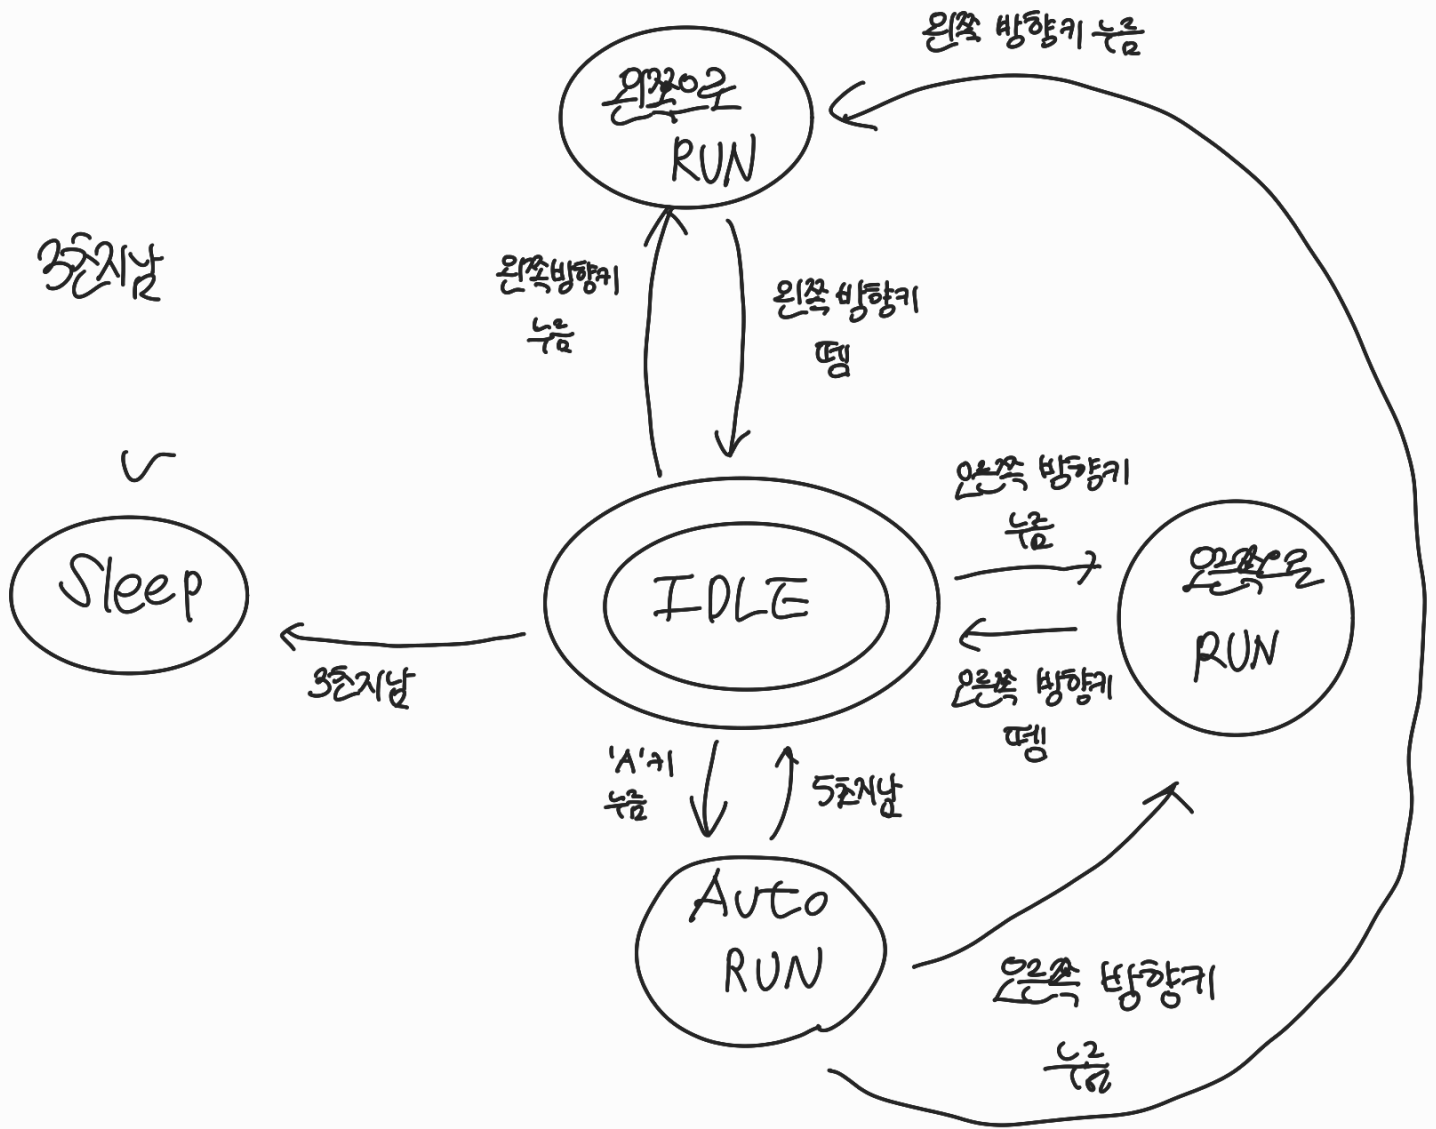 왼쪽 방향키 누름
왼쪽으로
RUN
3초지남
왼쪽방향키
누름
왼쪽 방향키
뗌
오른쪽 방향키
누름
Sleep
IDLE
오른쪽으로
RUN
3초지남
오른쪽 방향키
뗌
'A'키
누름
5초지남
Auto
RUN
오른쪽 방향키
누름